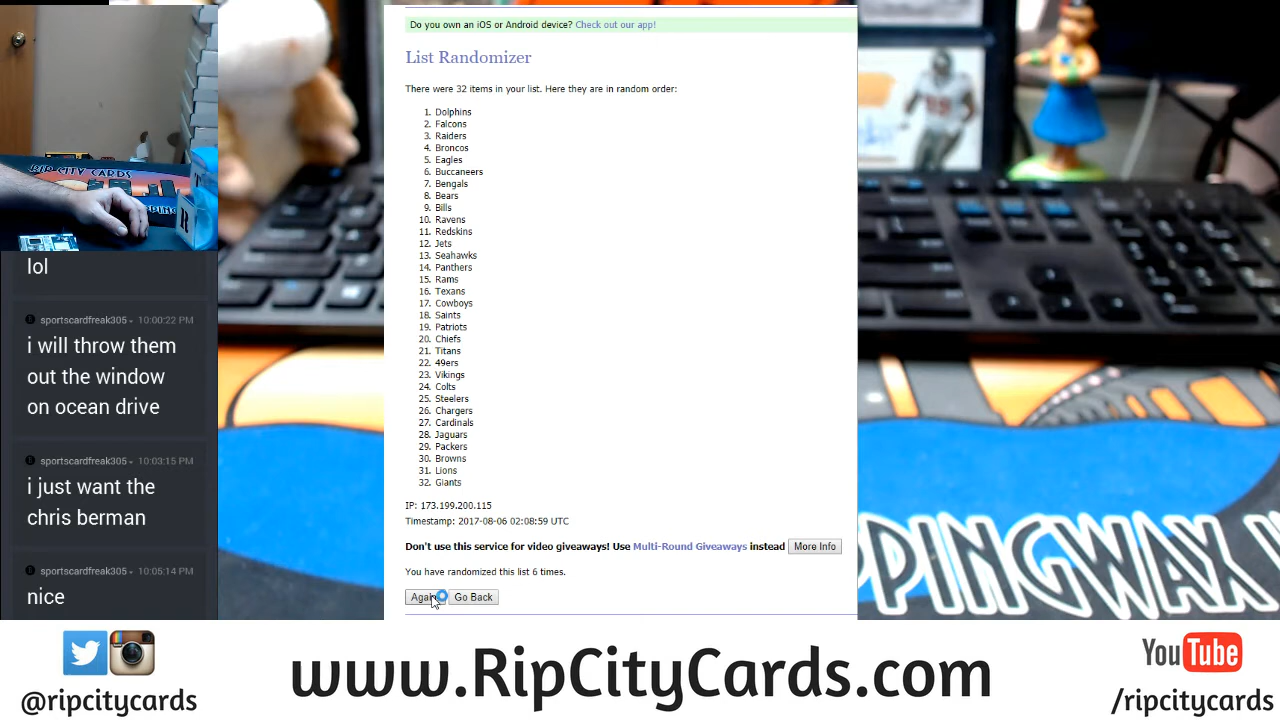 Do you own an iOS or Android device? Check out our app!
List Randomizer
There were 32 items in your list. Here they are in random order:
1. Dolphins
2. Falcons
3. Raiders
4. Broncos
5. Eagles
6. Buccaneers
7. Bengals
8. Bears
9. Bills
10. Ravens
11. Redskins
12. Jets
13. Seahawks
14. Panthers
15. Rams
16. Texans
17. Cowboys
18. Saints
19. Patriots
20. Chiefs
21. Titans
22. 49ers
23. Vikings
24. Colts
25. Steelers
26. Chargers
27. Cardinals
28. Jaguars
29. Packers
30. Browns
31. Lions
32. Giants
IP: 173.199.200.115
Timestamp: 2017-08-06 02:08:59 UTC
Don't use this service for video giveaways! Use Multi-Round Giveaways instead More Info
You have randomized this list 6 times.
Go Back
RIP CITY CARDS
lol
sportscardfreak305 10:00:22 PM
i will throw them
out the window
on ocean drive
sportscardfreak305 10:03:15 PM
i just want the
chris berman
sportscardfreak305 10:05:14 PM
nice
@ripcitycards
www.RipCityCards.com
YouTube
/ripcitycards